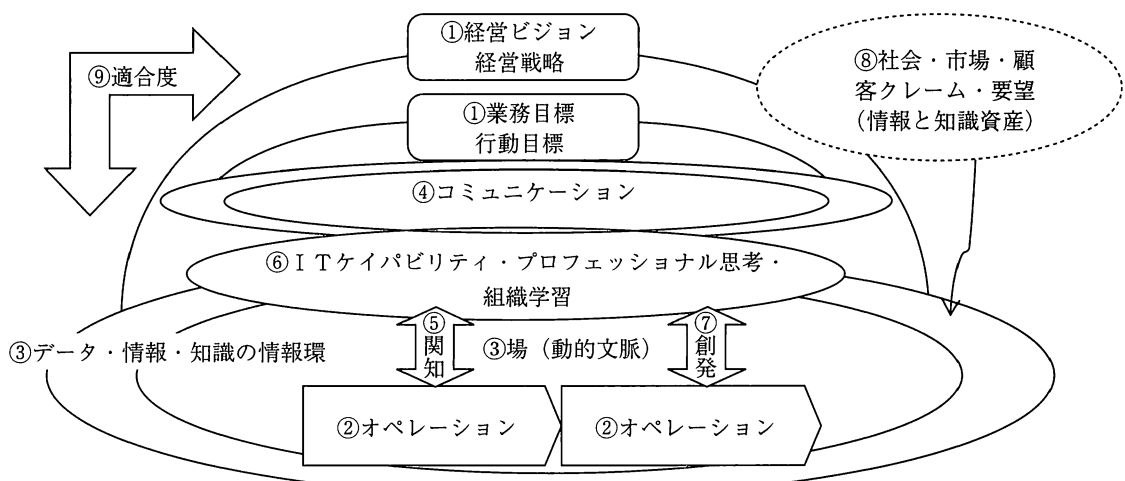 ①経営ビジョン
経営戦略
⑨適合度
⑧社会・市場・顧
客クレーム・要望
(情報と知識資産)
①業務目標
行動目標
④コミュニケーション
⑥ITケイパビリティ・プロフェッショナル思考・
組織学習
③データ・情報・知識の情報環
⑤関知
③場（動的文脈）
⑦創発
②オペレーション
②オペレーション